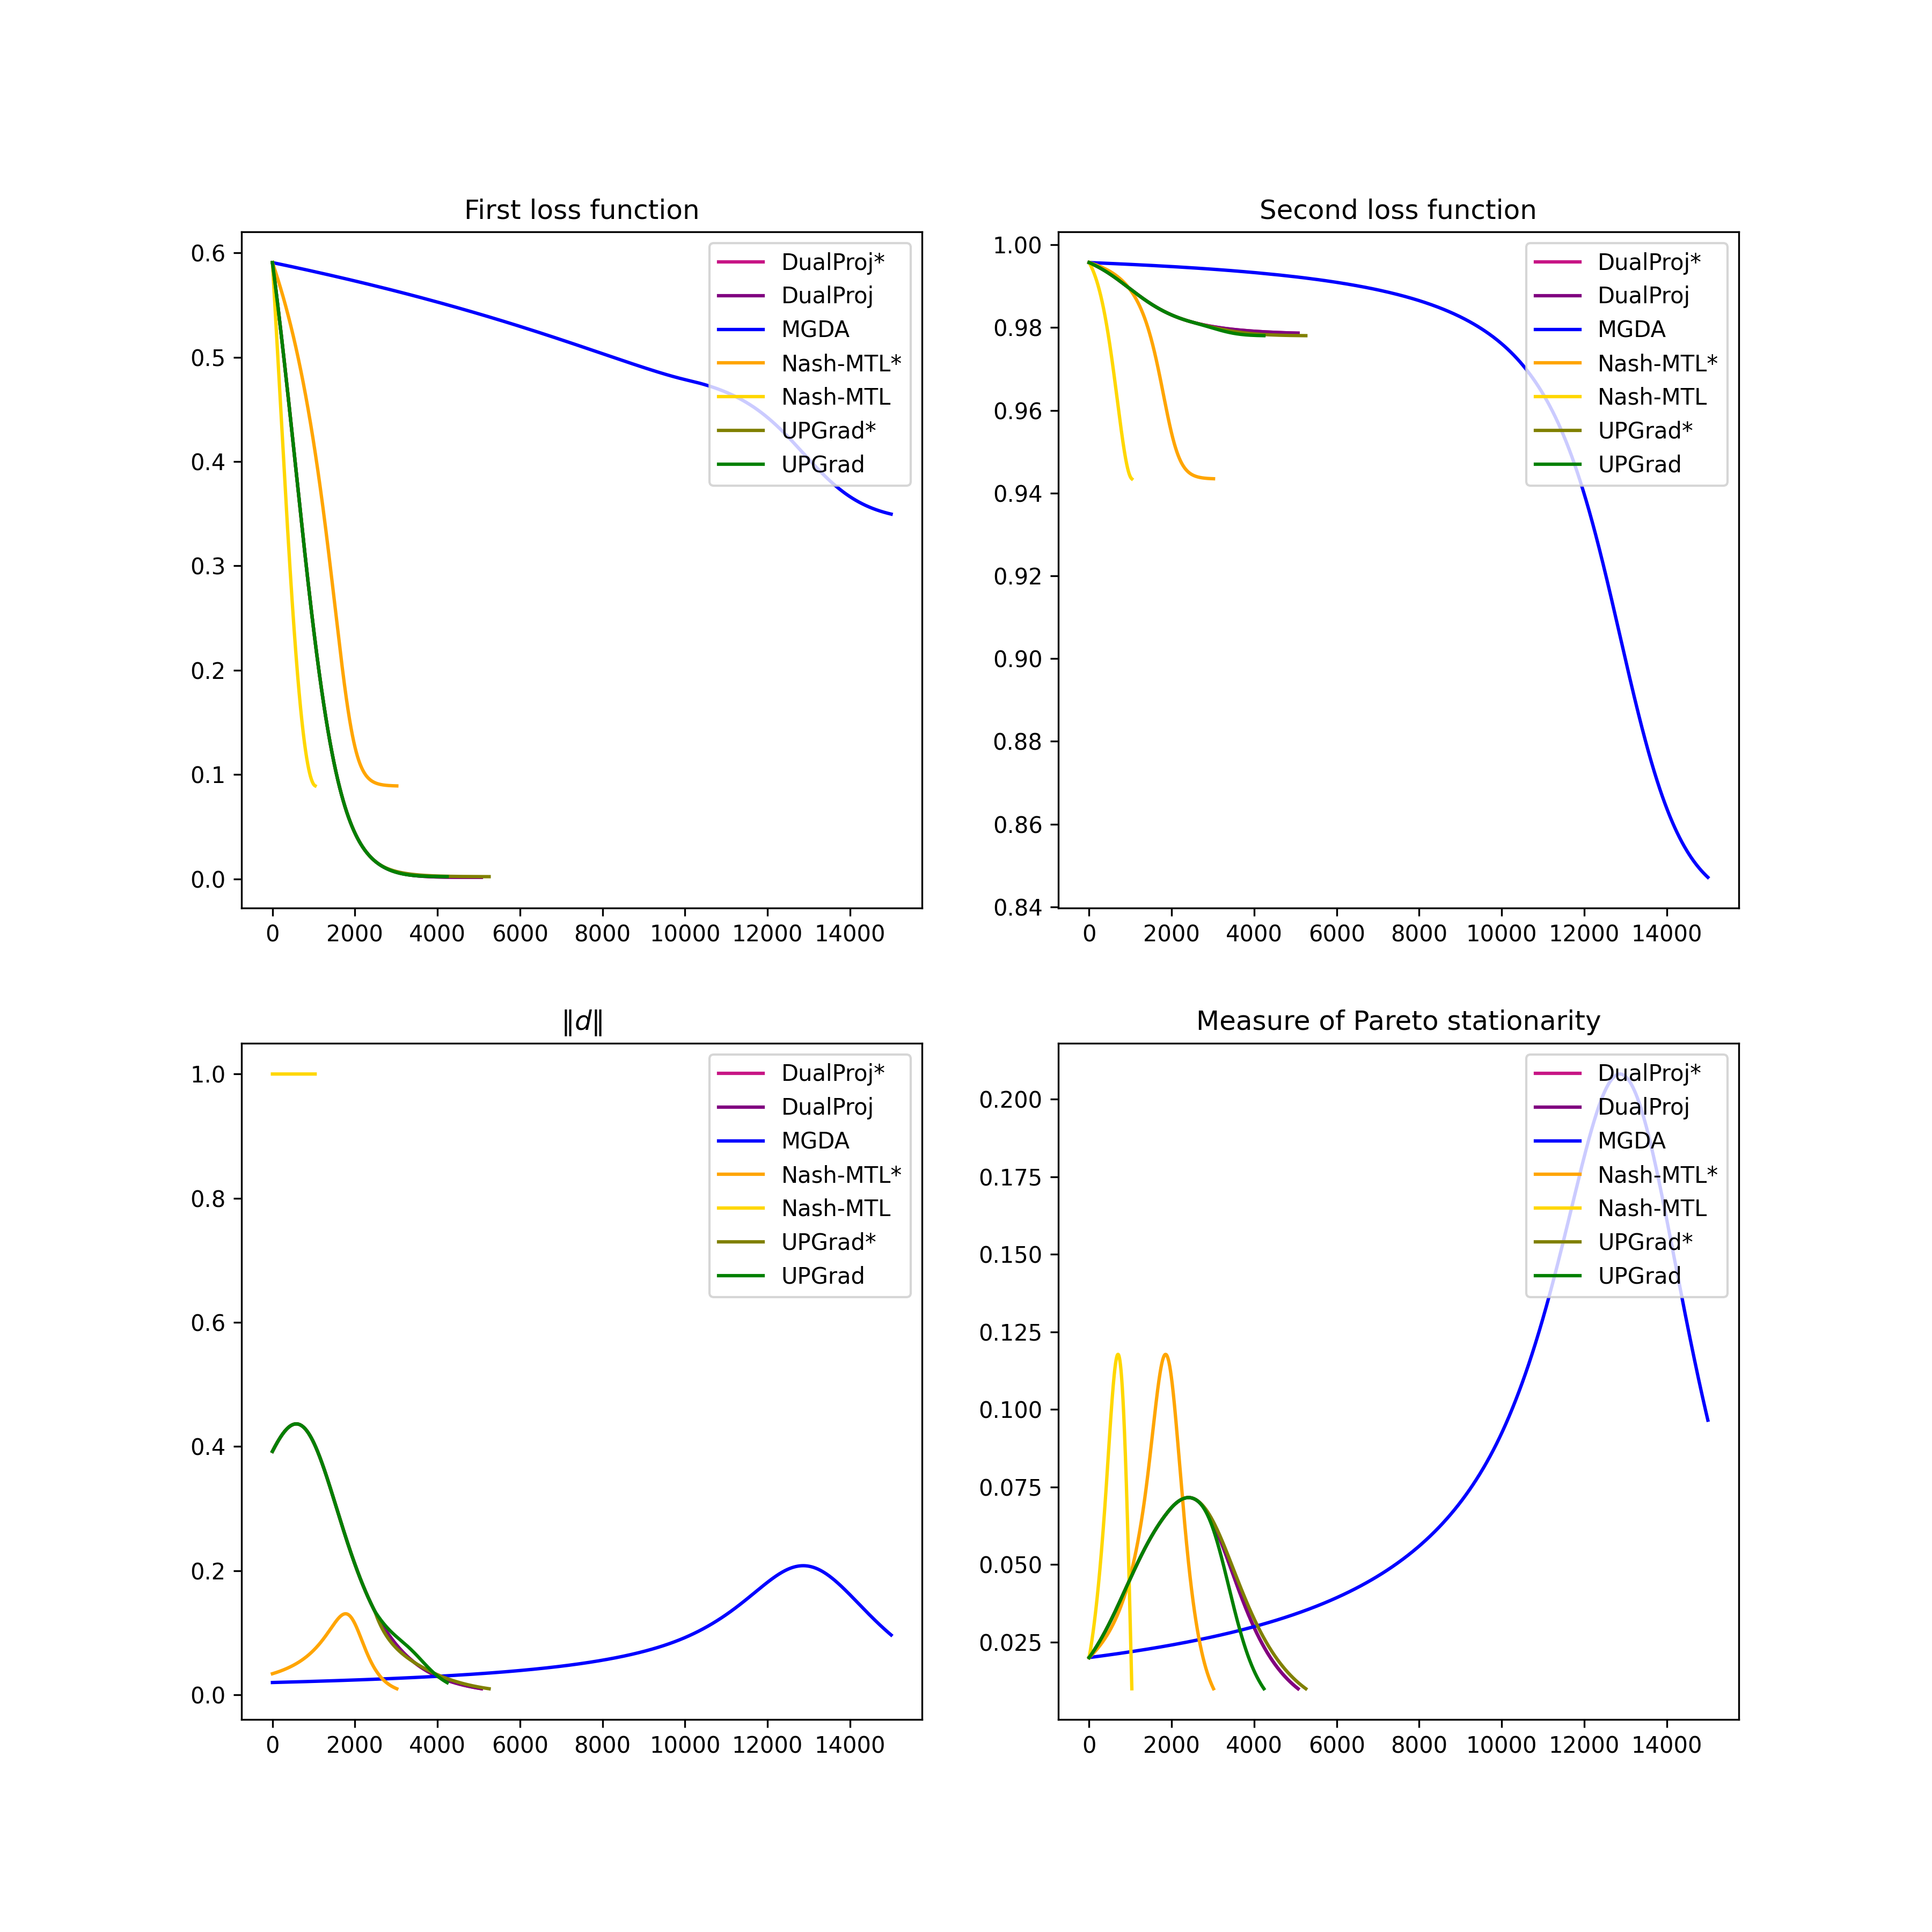 First loss function
0.6
0.5
0.4
0.3
0.2
0.1
0.0
DualProj*
DualProj
MGDA
Nash-MTL*
Nash-MTL
UPGrad*
UPGrad
0 2000 4000 6000 8000 10000 12000 14000
Second loss function
1.00
0.98
0.96
0.94
0.92
0.90
0.88
0.86
0.84
DualProj*
DualProj
MGDA
Nash-MTL*
Nash-MTL
UPGrad*
UPGrad
0 2000 4000 6000 8000 10000 12000 14000
‖d‖
1.0
0.8
0.6
0.4
0.2
0.0
DualProj*
DualProj
MGDA
Nash-MTL*
Nash-MTL
UPGrad*
UPGrad
0 2000 4000 6000 8000 10000 12000 14000
Measure of Pareto stationarity
0.200
0.175
0.150
0.125
0.100
0.075
0.050
0.025
DualProj*
DualProj
MGDA
Nash-MTL*
Nash-MTL
UPGrad*
UPGrad
0 2000 4000 6000 8000 10000 12000 14000